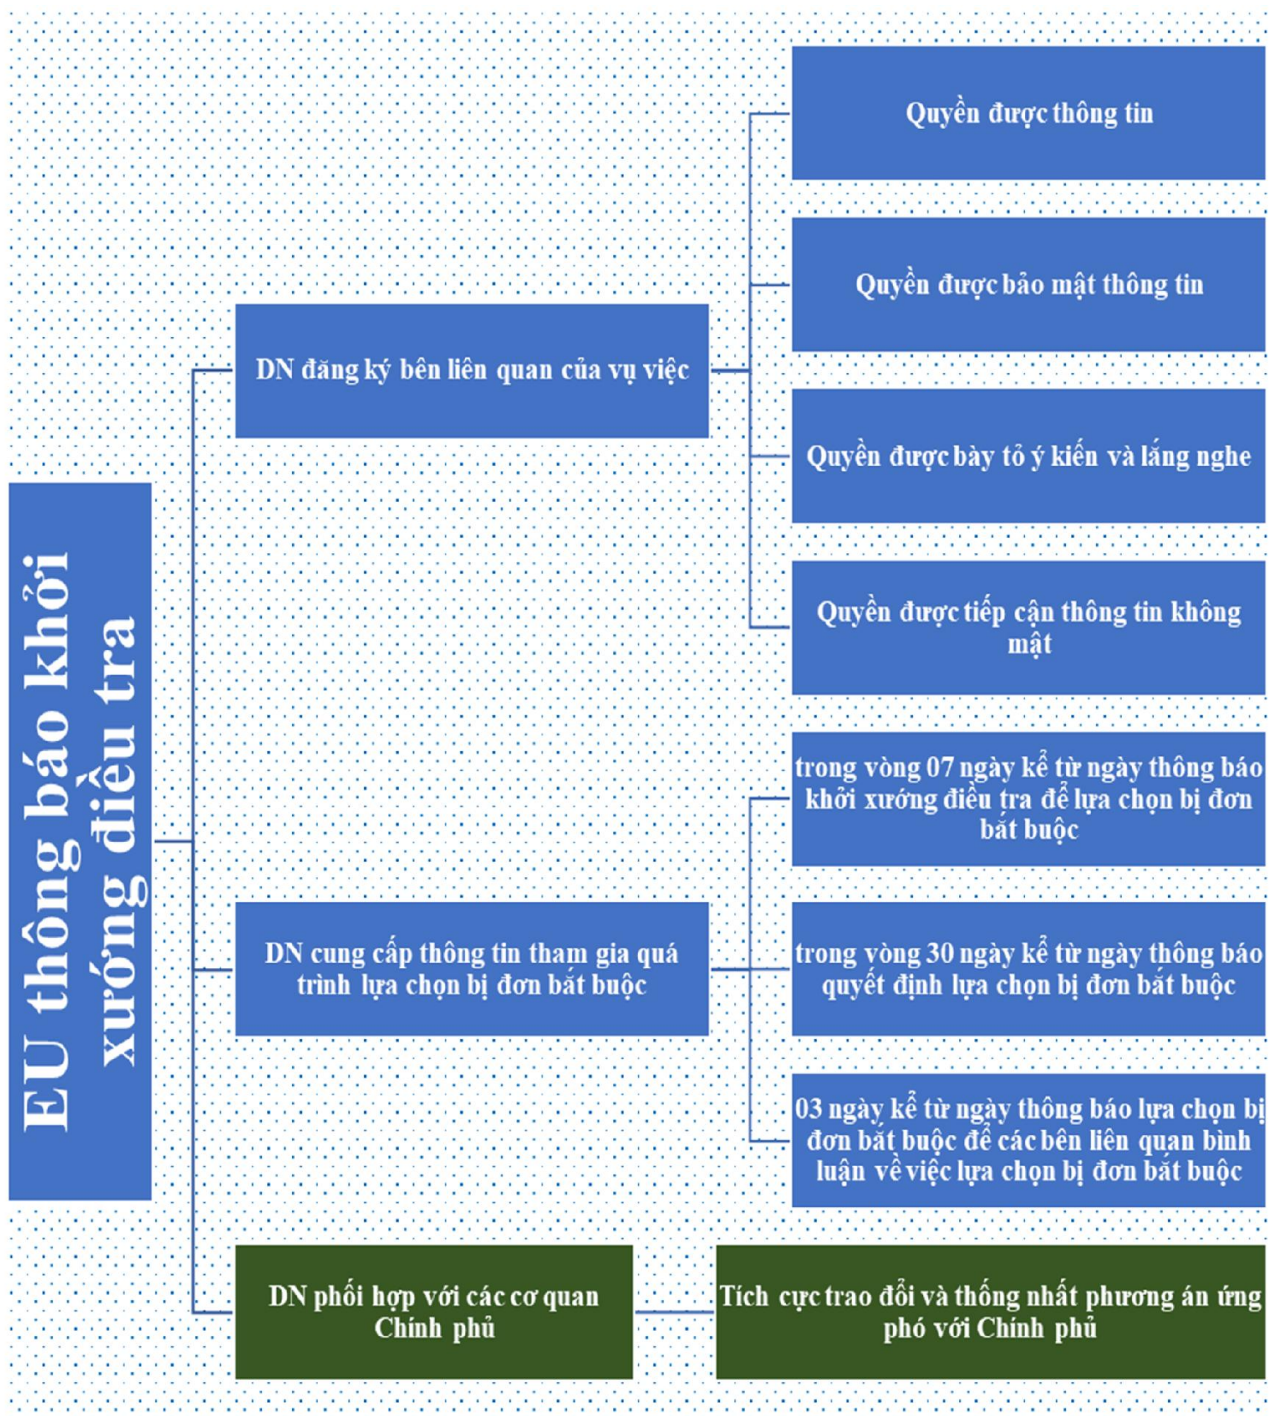 EU thông báo khởi
xướng điều tra
DN đăng ký bên liên quan của vụ việc
Quyền được thông tin
Quyền được bảo mật thông tin
Quyền được bày tỏ ý kiến và lắng nghe
Quyền được tiếp cận thông tin không
mật
DN cung cấp thông tin tham gia quá
trình lựa chọn bị đơn bắt buộc
trong vòng 07 ngày kể từ ngày thông báo
khởi xướng điều tra để lựa chọn bị đơn
bắt buộc
trong vòng 30 ngày kể từ ngày thông báo
quyết định lựa chọn bị đơn bắt buộc
03 ngày kể từ ngày thông báo lựa chọn bị
đơn bắt buộc để các bên liên quan bình
luận về việc lựa chọn bị đơn bắt buộc
DN phối hợp với các cơ quan
Chính phủ
Tích cực trao đổi và thống nhất phương án ứng
phó với Chính phủ